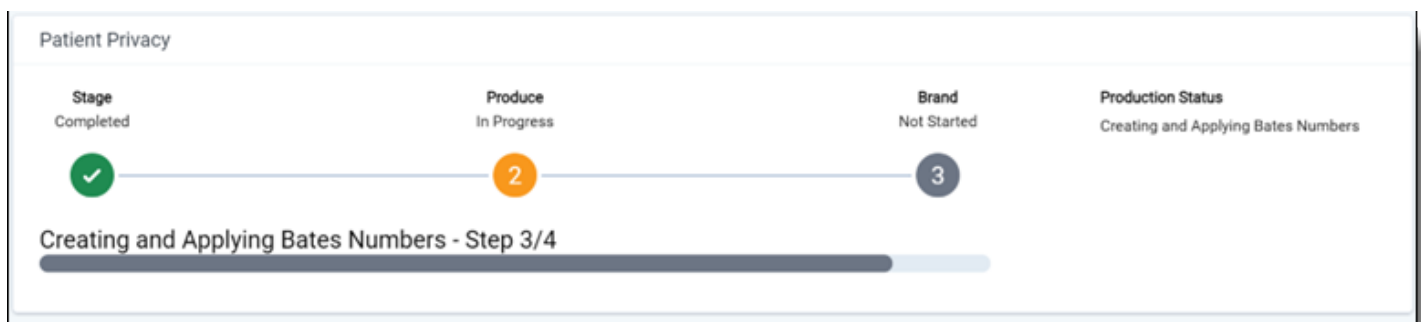 Patient Privacy
Stage
Completed
Produce
In Progress
Brand
Not Started
Production Status
Creating and Applying Bates Numbers
2
3
Creating and Applying Bates Numbers - Step 3/4